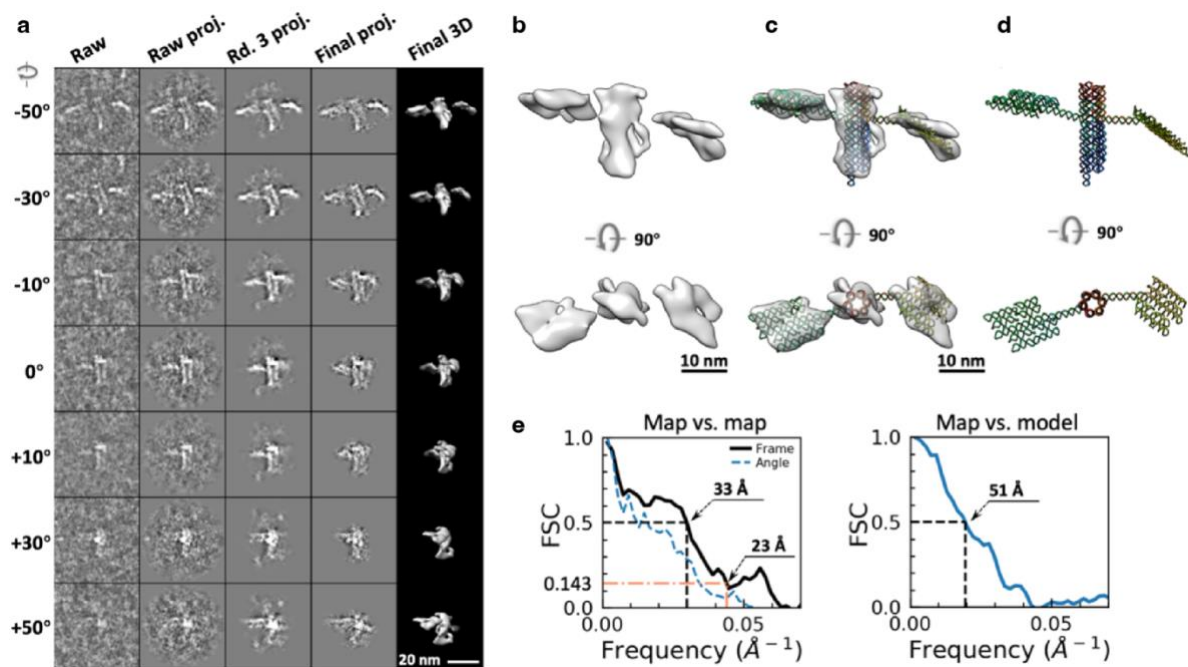 a
Raw
Raw proj.
Rd. 3 proj.
Final proj.
Final 3D
-50°
-30°
-10°
0°
+10°
+30°
+50°
20 nm
b
c
d
90°
90°
90°
10 nm
10 nm
e
Map vs. map
FSC
1.0
0.5
0.143
0.0
Frame
Angle
33 Å
23 Å
0.00
0.05
Frequency (Å⁻¹)
Map vs. model
FSC
1.0
0.5
0.0
51 Å
0.00
0.05
Frequency (Å⁻¹)